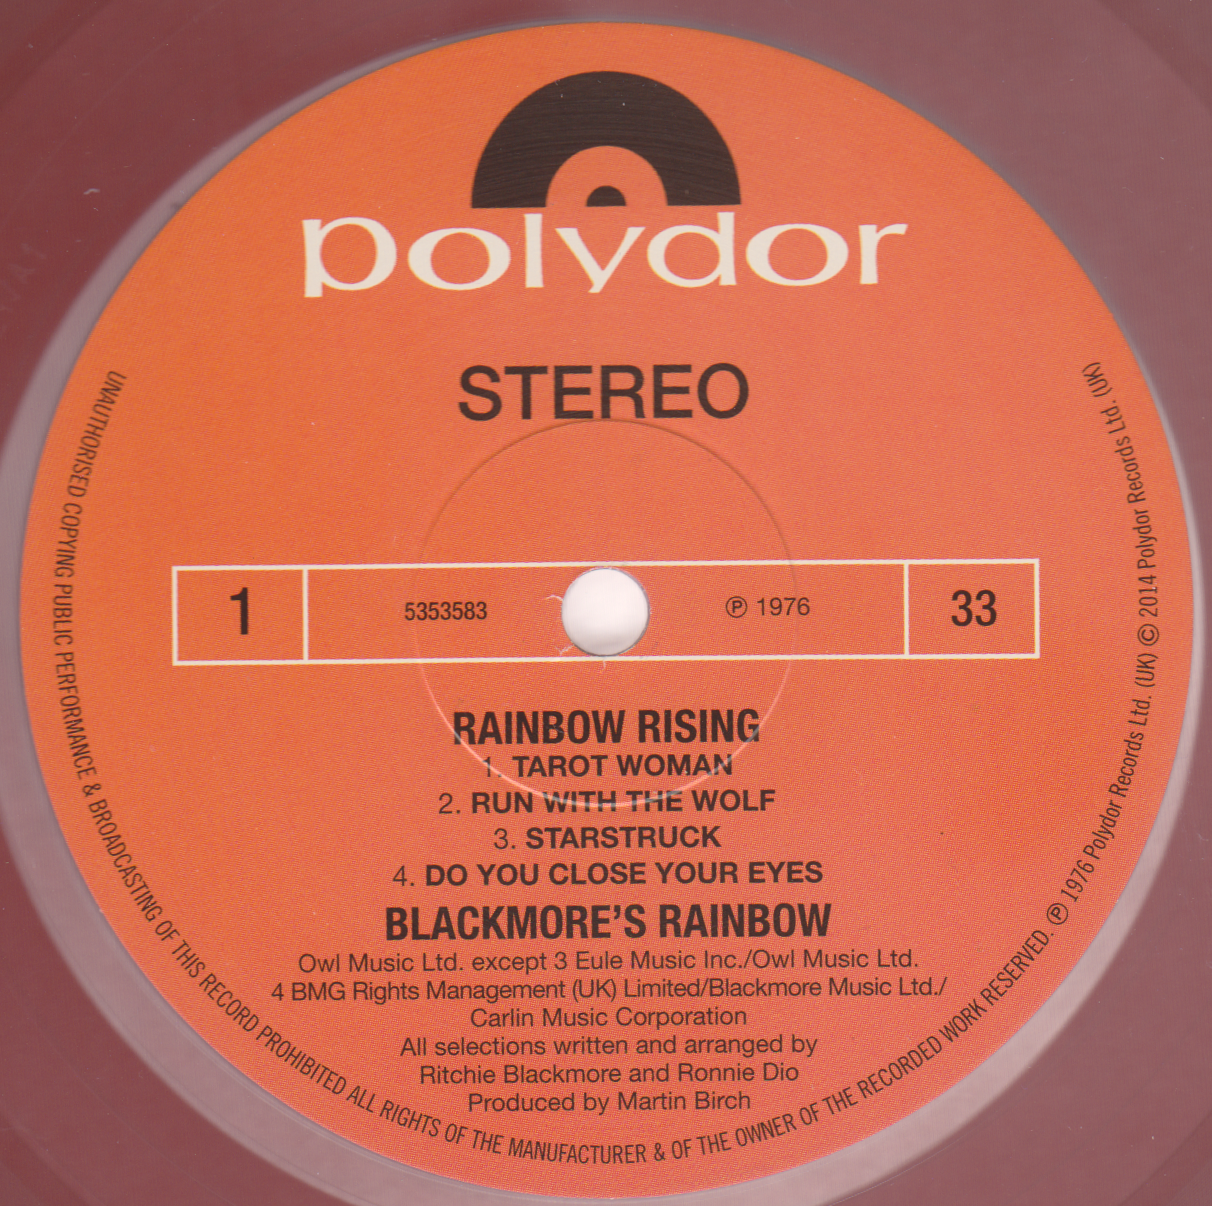 polydor
STEREO
1
5353583
℗ 1976
33
RAINBOW RISING
1. TAROT WOMAN
2. RUN WITH THE WOLF
3. STARSTRUCK
4. DO YOU CLOSE YOUR EYES
BLACKMORE'S RAINBOW
Owl Music Ltd. except 3 Eule Music Inc./Owl Music Ltd.
4 BMG Rights Management (UK) Limited/Blackmore Music Ltd./
Carlin Music Corporation
All selections written and arranged by
Ritchie Blackmore and Ronnie Dio
Produced by Martin Birch
UNAUTHORISED COPYING PUBLIC PERFORMANCE & BROADCASTING OF THIS RECORD PROHIBITED ALL RIGHTS OF THE MANUFACTURER & OF THE OWNER OF THE RECORDED WORK RESERVED. ℗ 1976 Polydor Records Ltd. (UK) © 2014 Polydor Records Ltd. (UK)